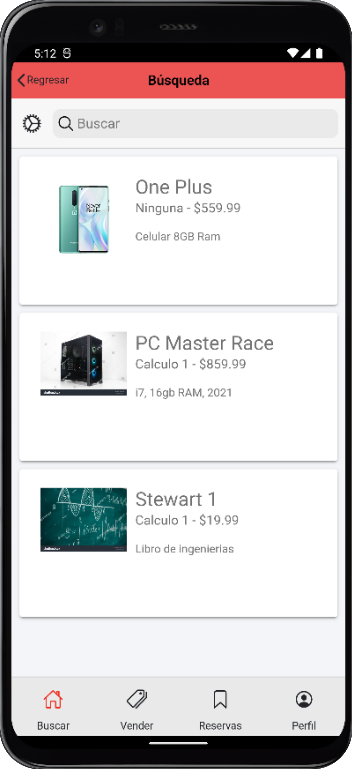 5:12
Regresar
Búsqueda
Buscar
One Plus
Ninguna - $559.99
Celular 8GB Ram
PC Master Race
Calculo 1 - $859.99
i7, 16gb RAM, 2021
Stewart 1
Calculo 1 - $19.99
Libro de ingenierias
Buscar
Vender
Reservas
Perfil